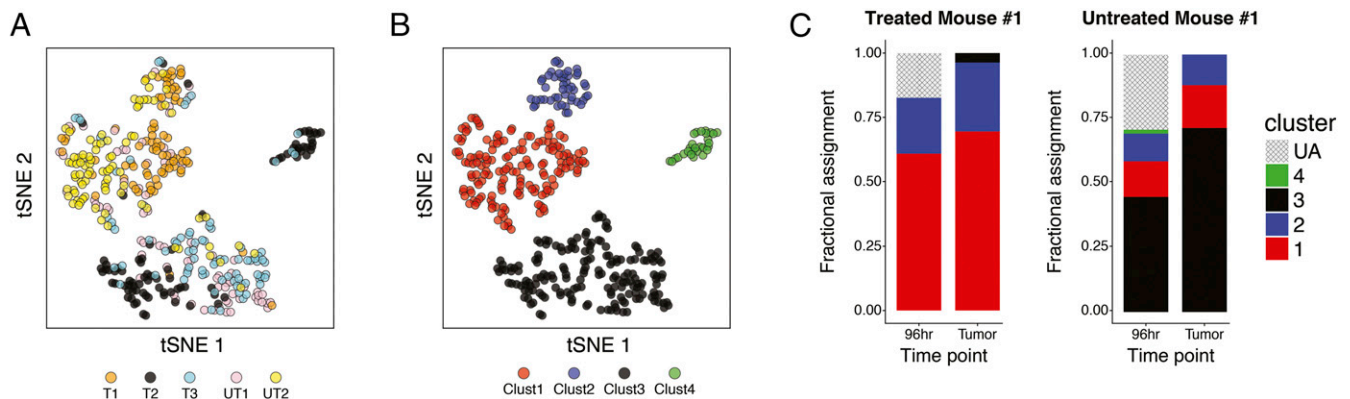 A
tSNE 2
tSNE 1
T1 T2 T3 UT1 UT2
B
tSNE 2
tSNE 1
Clust1 Clust2 Clust3 Clust4
C
Treated Mouse #1
Fractional assignment
1.00
0.75
0.50
0.25
0.00
96hr Tumor
Time point
Untreated Mouse #1
Fractional assignment
1.00
0.75
0.50
0.25
0.00
96hr Tumor
Time point
cluster
UA
4
3
2
1